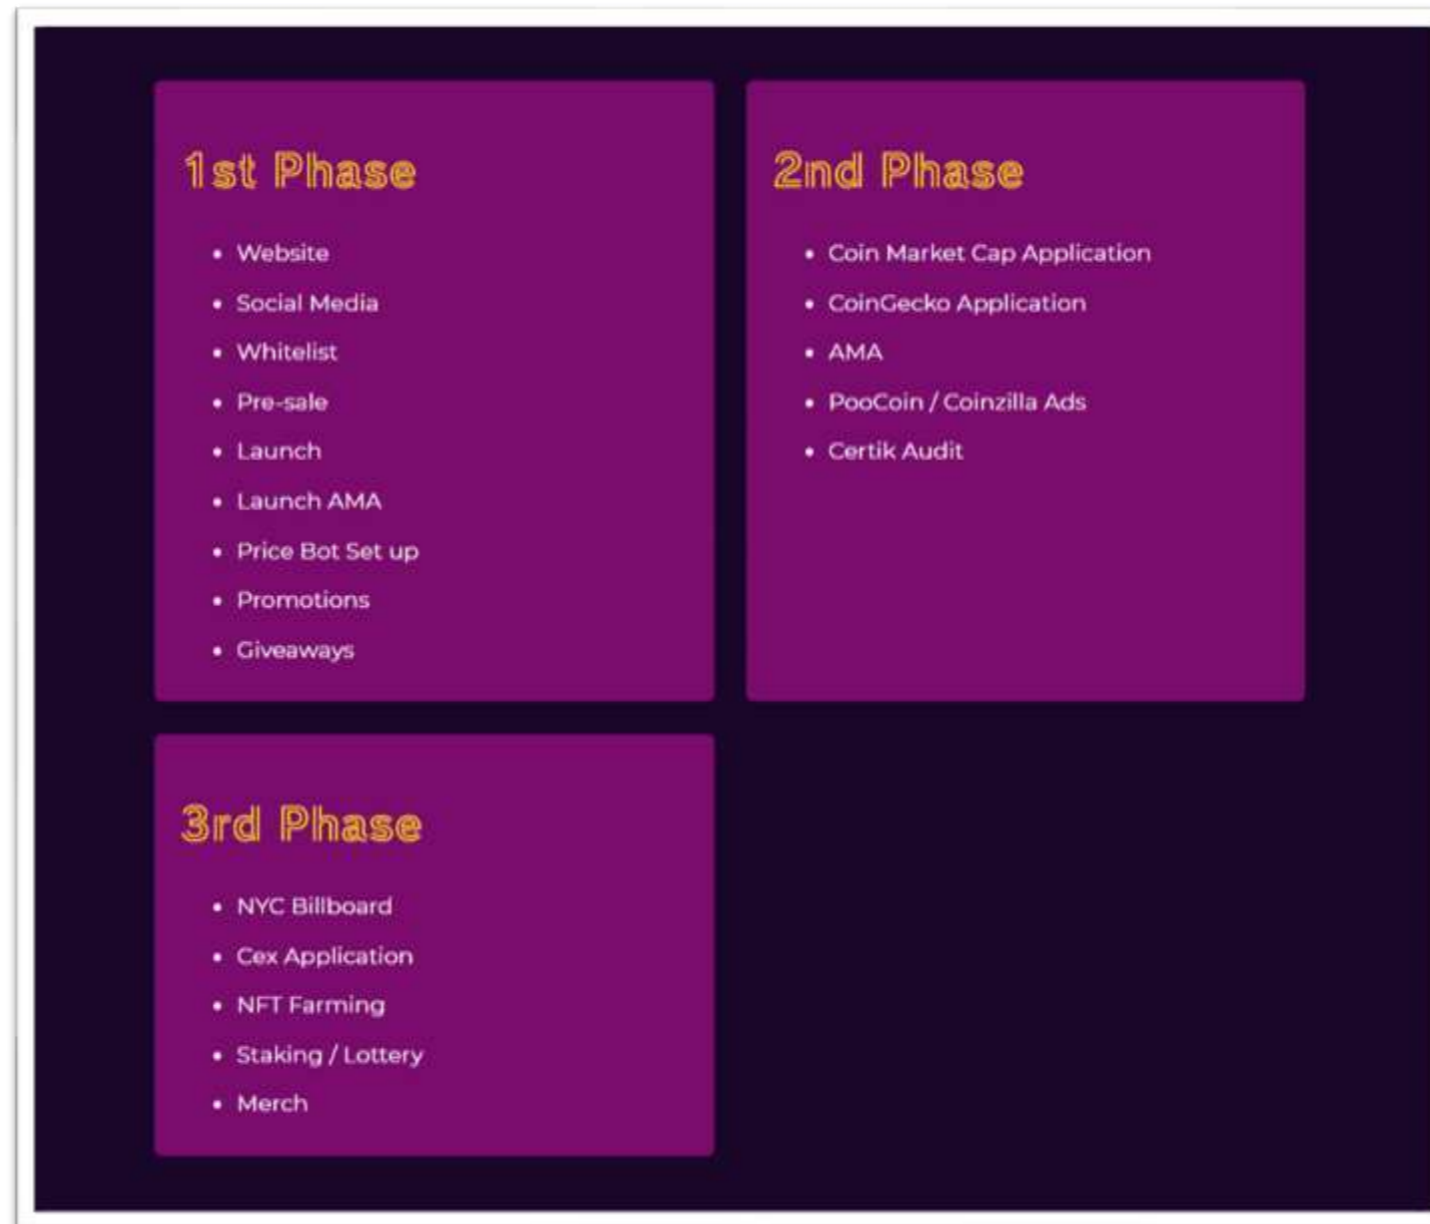 1st Phase
• Website
• Social Media
• Whitelist
• Pre-sale
• Launch
• Launch AMA
• Price Bot Set up
• Promotions
• Giveaways
2nd Phase
• Coin Market Cap Application
• CoinGecko Application
• AMA
• PooCoin / Coinzilla Ads
• Certik Audit
3rd Phase
• NYC Billboard
• Cex Application
• NFT Farming
• Staking / Lottery
• Merch